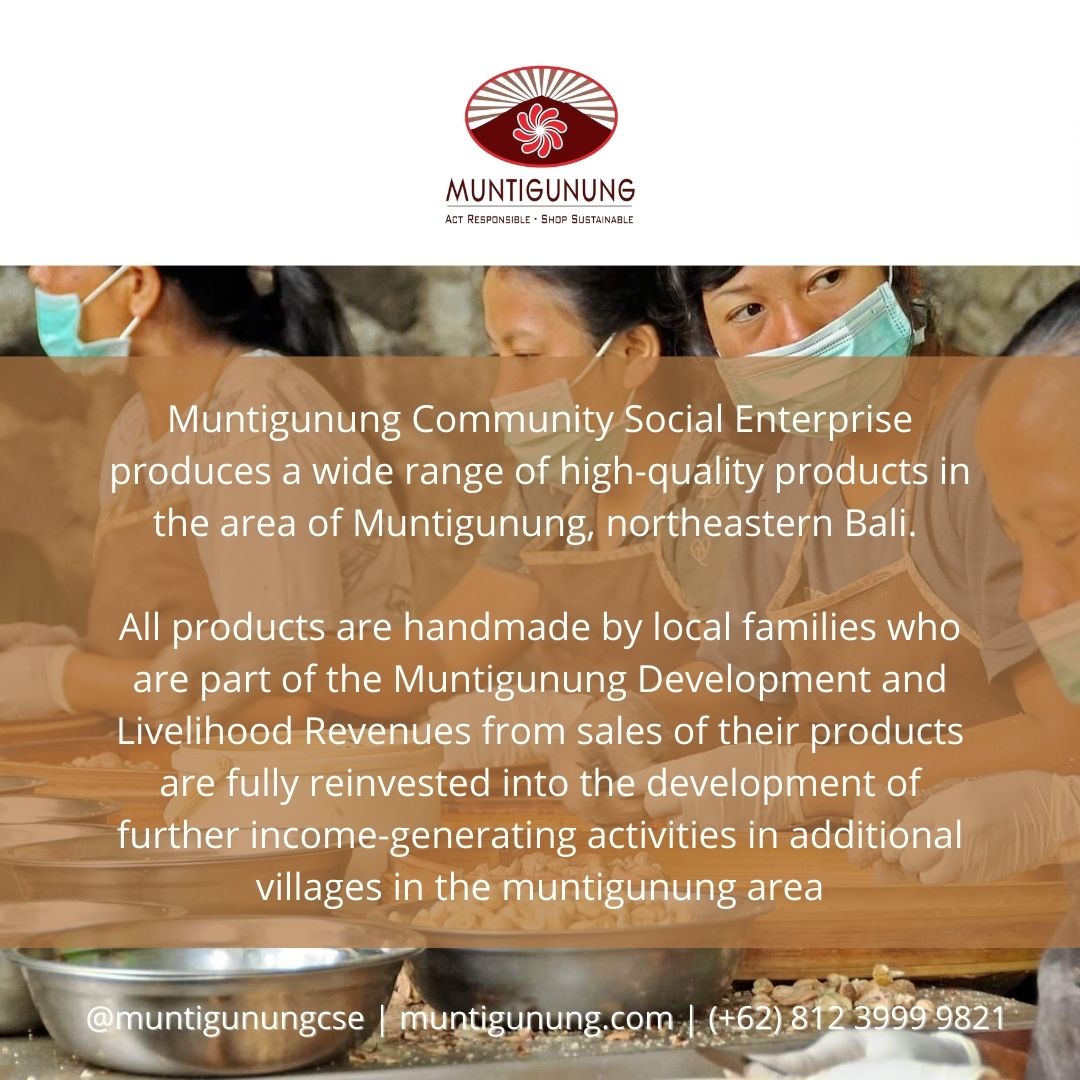 MUNTIGUNUNG
ACT RESPONSIBLE • SHOP SUSTAINABLE
Muntigunung Community Social Enterprise
produces a wide range of high-quality products in
the area of Muntigunung, northeastern Bali.
All products are handmade by local families who
are part of the Muntigunung Development and
Livelihood Revenues from sales of their products
are fully reinvested into the development of
further income-generating activities in additional
villages in the muntigunung area
@muntigunungcse | muntigunung.com | (+62) 812 3999 9821